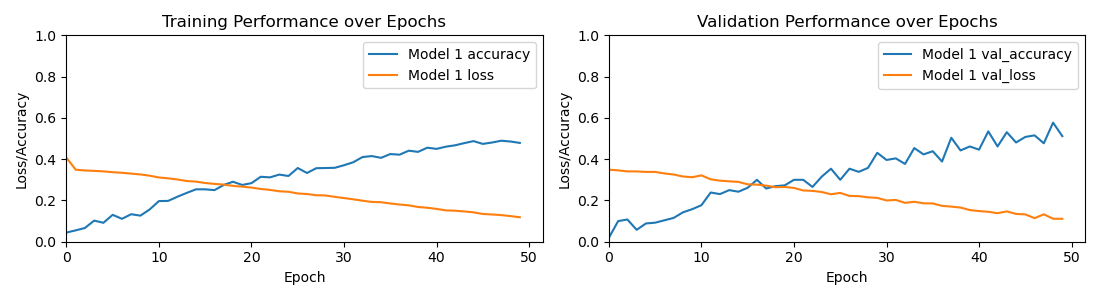 Training Performance over Epochs
Loss/Accuracy
1.0
0.8
0.6
0.4
0.2
0.0
Model 1 accuracy
Model 1 loss
0 10 20 30 40 50
Epoch
Validation Performance over Epochs
Loss/Accuracy
1.0
0.8
0.6
0.4
0.2
0.0
Model 1 val_accuracy
Model 1 val_loss
0 10 20 30 40 50
Epoch